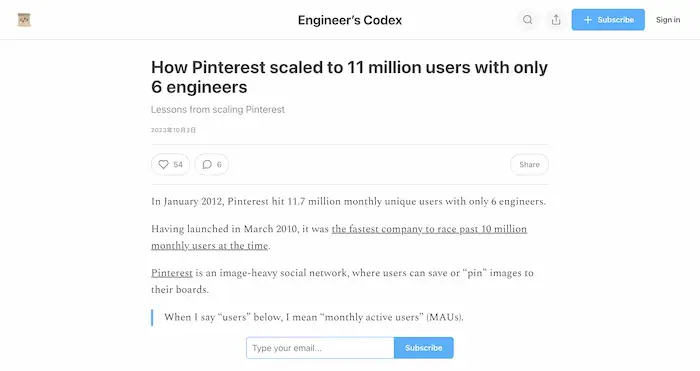 Engineer's Codex
Subscribe
Sign in
How Pinterest scaled to 11 million users with only
6 engineers
Lessons from scaling Pinterest
2023年10月2日
54
6
Share
In January 2012, Pinterest hit 11.7 million monthly unique users with only 6 engineers.
Having launched in March 2010, it was the fastest company to race past 10 million
monthly users at the time.
Pinterest is an image-heavy social network, where users can save or “pin” images to
their boards.
When I say “users” below, I mean “monthly active users” (MAUs).
Type your email...
Subscribe